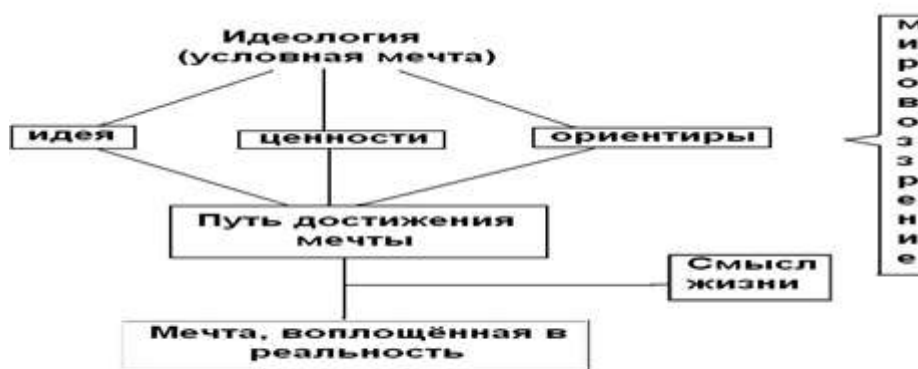 Идеология
(условная мечта)
идея
ценности
ориентиры
Путь достижения
мечты
Смысл
жизни
Мечта, воплощённая в
реальность
М
и
р
о
в
о
з
з
р
е
н
и
е